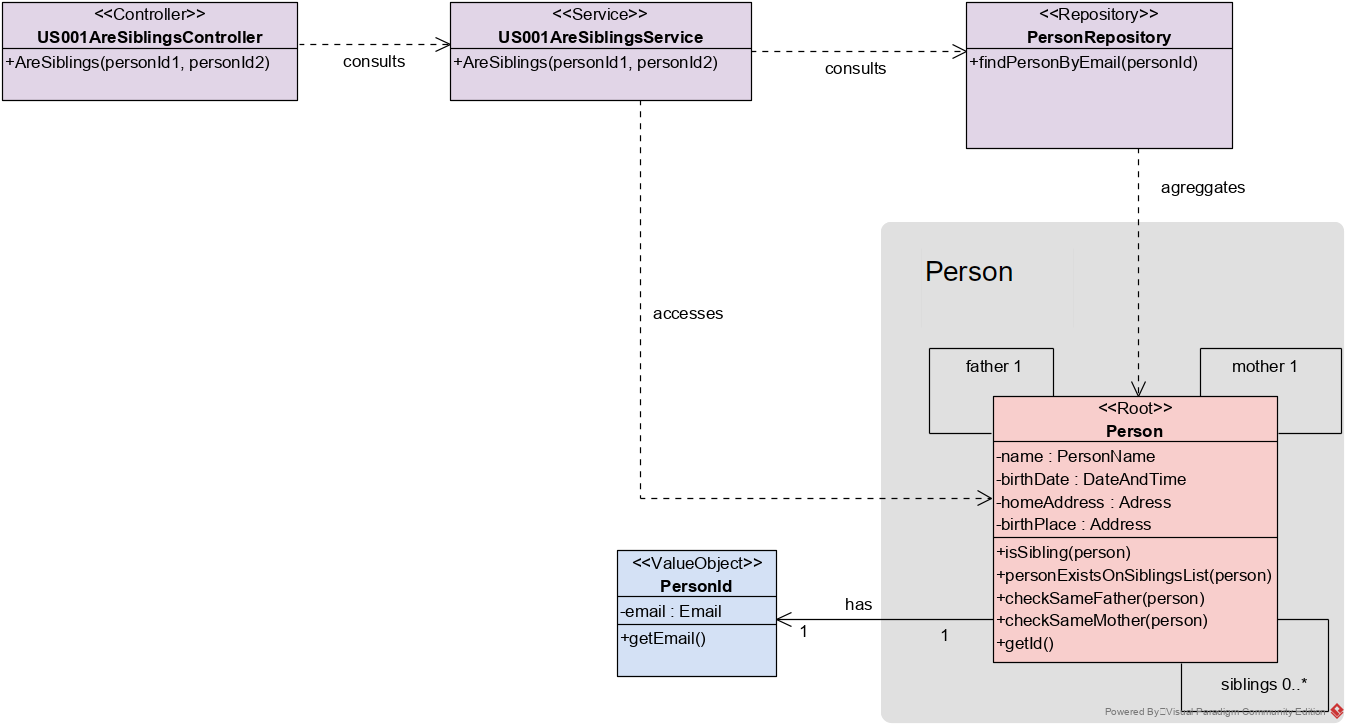 <<Controller>>
US001AreSiblingsController
+AreSiblings(personId1, personId2)
consults
<<Service>>
US001AreSiblingsService
+AreSiblings(personId1, personId2)
consults
<<Repository>>
PersonRepository
+findPersonByEmail(personId)
agreggates
accesses
Person
father 1
mother 1
<<Root>>
Person
-name : PersonName
-birthDate : DateAndTime
-homeAddress : Adress
-birthPlace : Address
+isSibling(person)
+personExistsOnSiblingsList(person)
+checkSameFather(person)
+checkSameMother(person)
+getId()
<<ValueObject>>
PersonId
-email : Email
+getEmail()
has
1
1
siblings 0..*
Powered By Visual Paradigm Community Edition